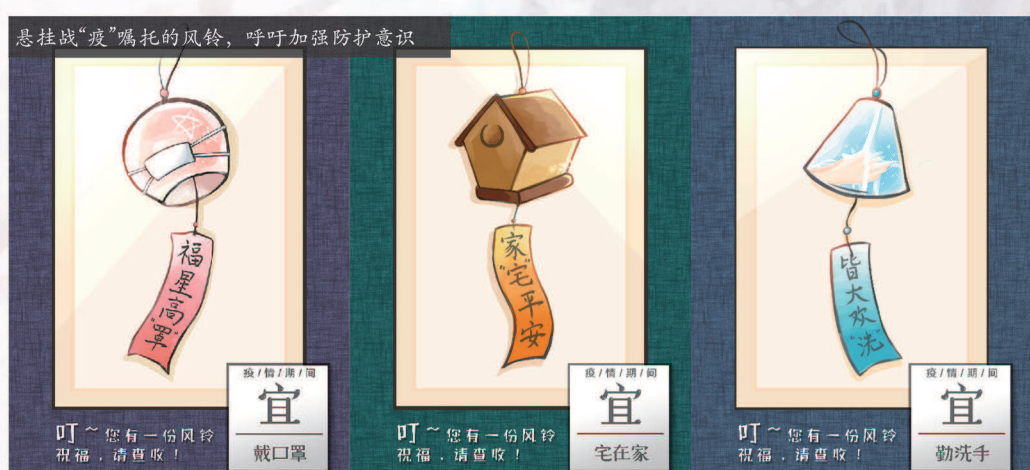 悬挂战“疫”嘱托的风铃，呼吁加强防护意识
福星高“罩”
疫/情/期/间
宜
戴口罩
叮～您有一份风铃
祝福，请查收！
家“宅”平安
疫/情/期/间
宜
宅在家
叮～您有一份风铃
祝福，请查收！
皆大欢“洗”
疫/情/期/间
宜
勤洗手
叮～您有一份风铃
祝福，请查收！